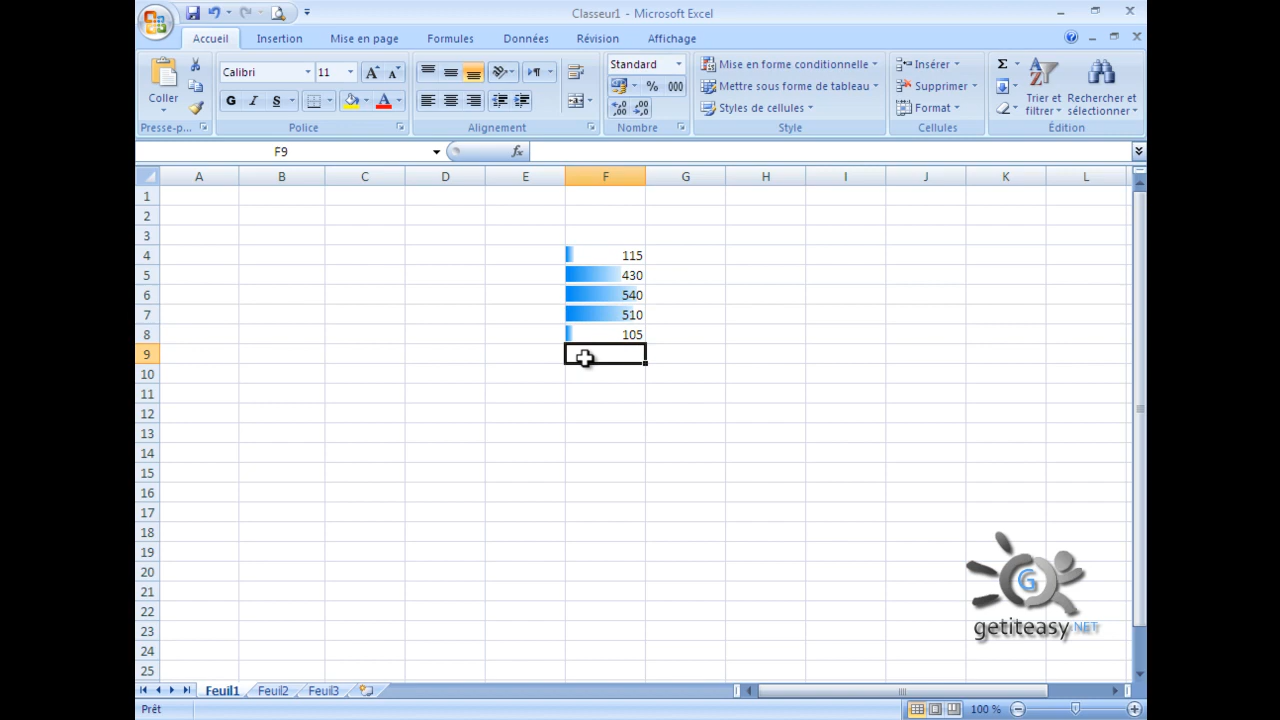 Classeur1 - Microsoft Excel
Accueil Insertion Mise en page Formules Données Révision Affichage
Coller
Calibri 11
G I S A
Standard
% 000
Mise en forme conditionnelle
Mettre sous forme de tableau
Styles de cellules
Insérer
Supprimer
Format
Σ
Trier et filtrer
Rechercher et sélectionner
Presse-p... Police Alignement Nombre Style Cellules Édition
F9 fx
A B C D E F G H I J K L
1
2
3
4 115
5 430
6 540
7 510
8 105
9
10
11
12
13
14
15
16
17
18
19
20
21
22
23
24
25
G
getiteasy.NET
Feuil1 Feuil2 Feuil3
Prêt 100 %